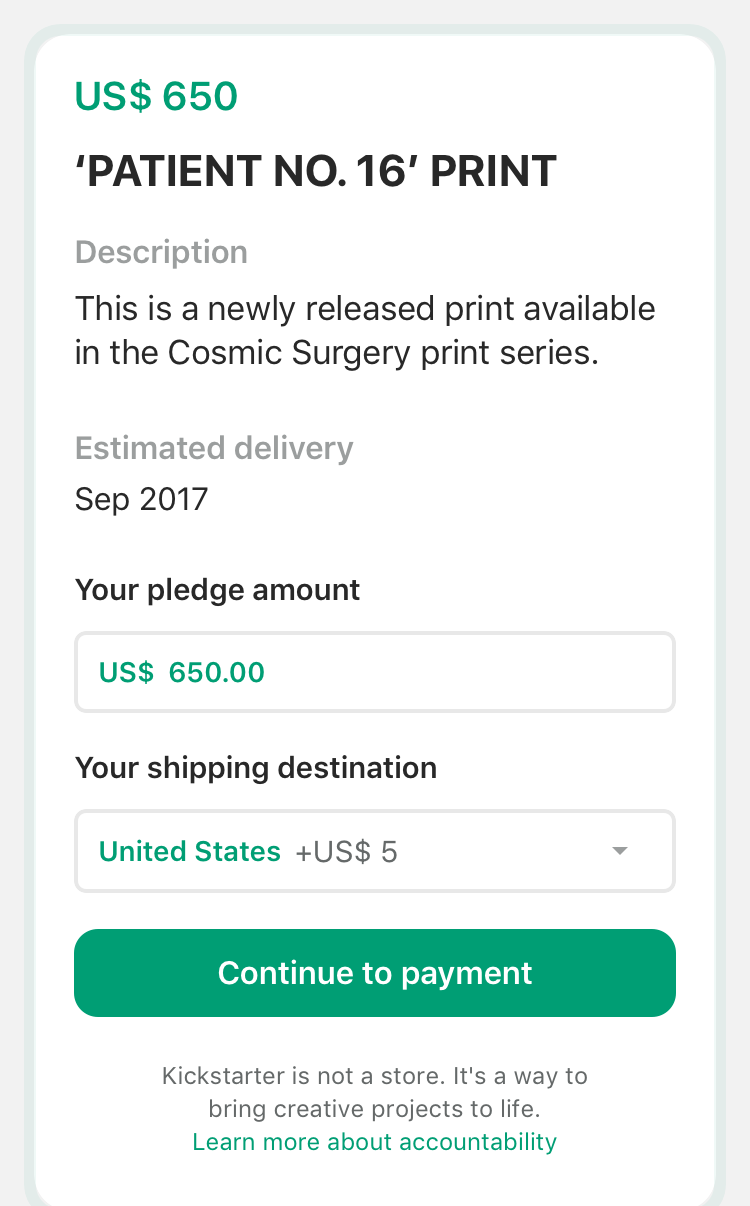 US$ 650
‘PATIENT NO. 16’ PRINT
Description
This is a newly released print available
in the Cosmic Surgery print series.
Estimated delivery
Sep 2017
Your pledge amount
US$ 650.00
Your shipping destination
United States +US$ 5
Continue to payment
Kickstarter is not a store. It's a way to
bring creative projects to life.
Learn more about accountability